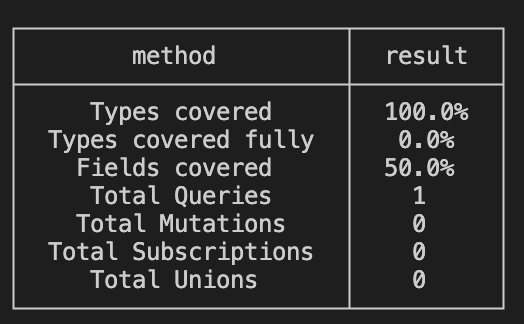 method result
Types covered 100.0%
Types covered fully 0.0%
Fields covered 50.0%
Total Queries 1
Total Mutations 0
Total Subscriptions 0
Total Unions 0